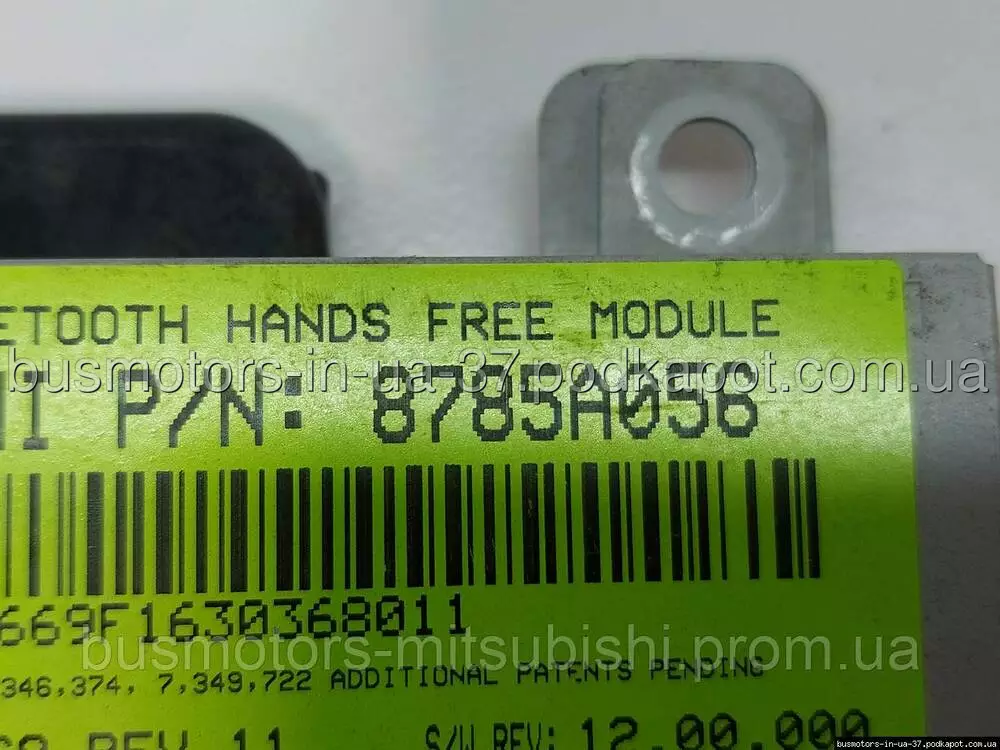 ETOOTH HANDS FREE MODULE
busmotors-in-ua-37.podkapot.com.ua
I P/N: 8785A056
669F1630368011
busmotors-mitsubishi.prom.ua
346,374, 7,349,722 ADDITIONAL PATENTS PENDING
REV 11 S/W REV: 12.00.000
busmotors-in-ua-37.podkapot.com